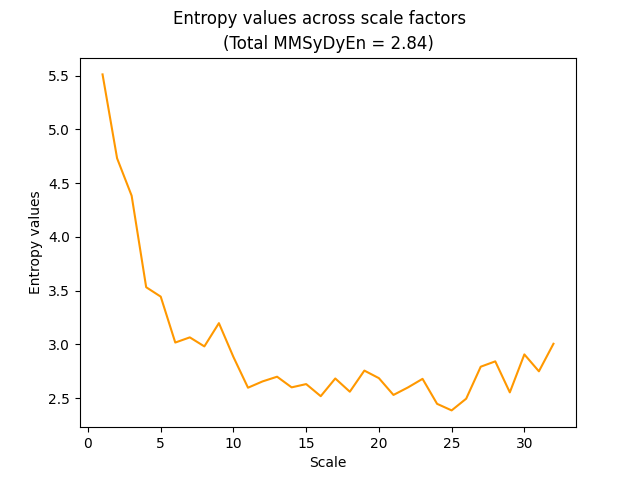 Entropy values across scale factors
(Total MMSyDyEn = 2.84)
5.5
5.0
4.5
4.0
3.5
3.0
2.5
Entropy values
0 5 10 15 20 25 30
Scale